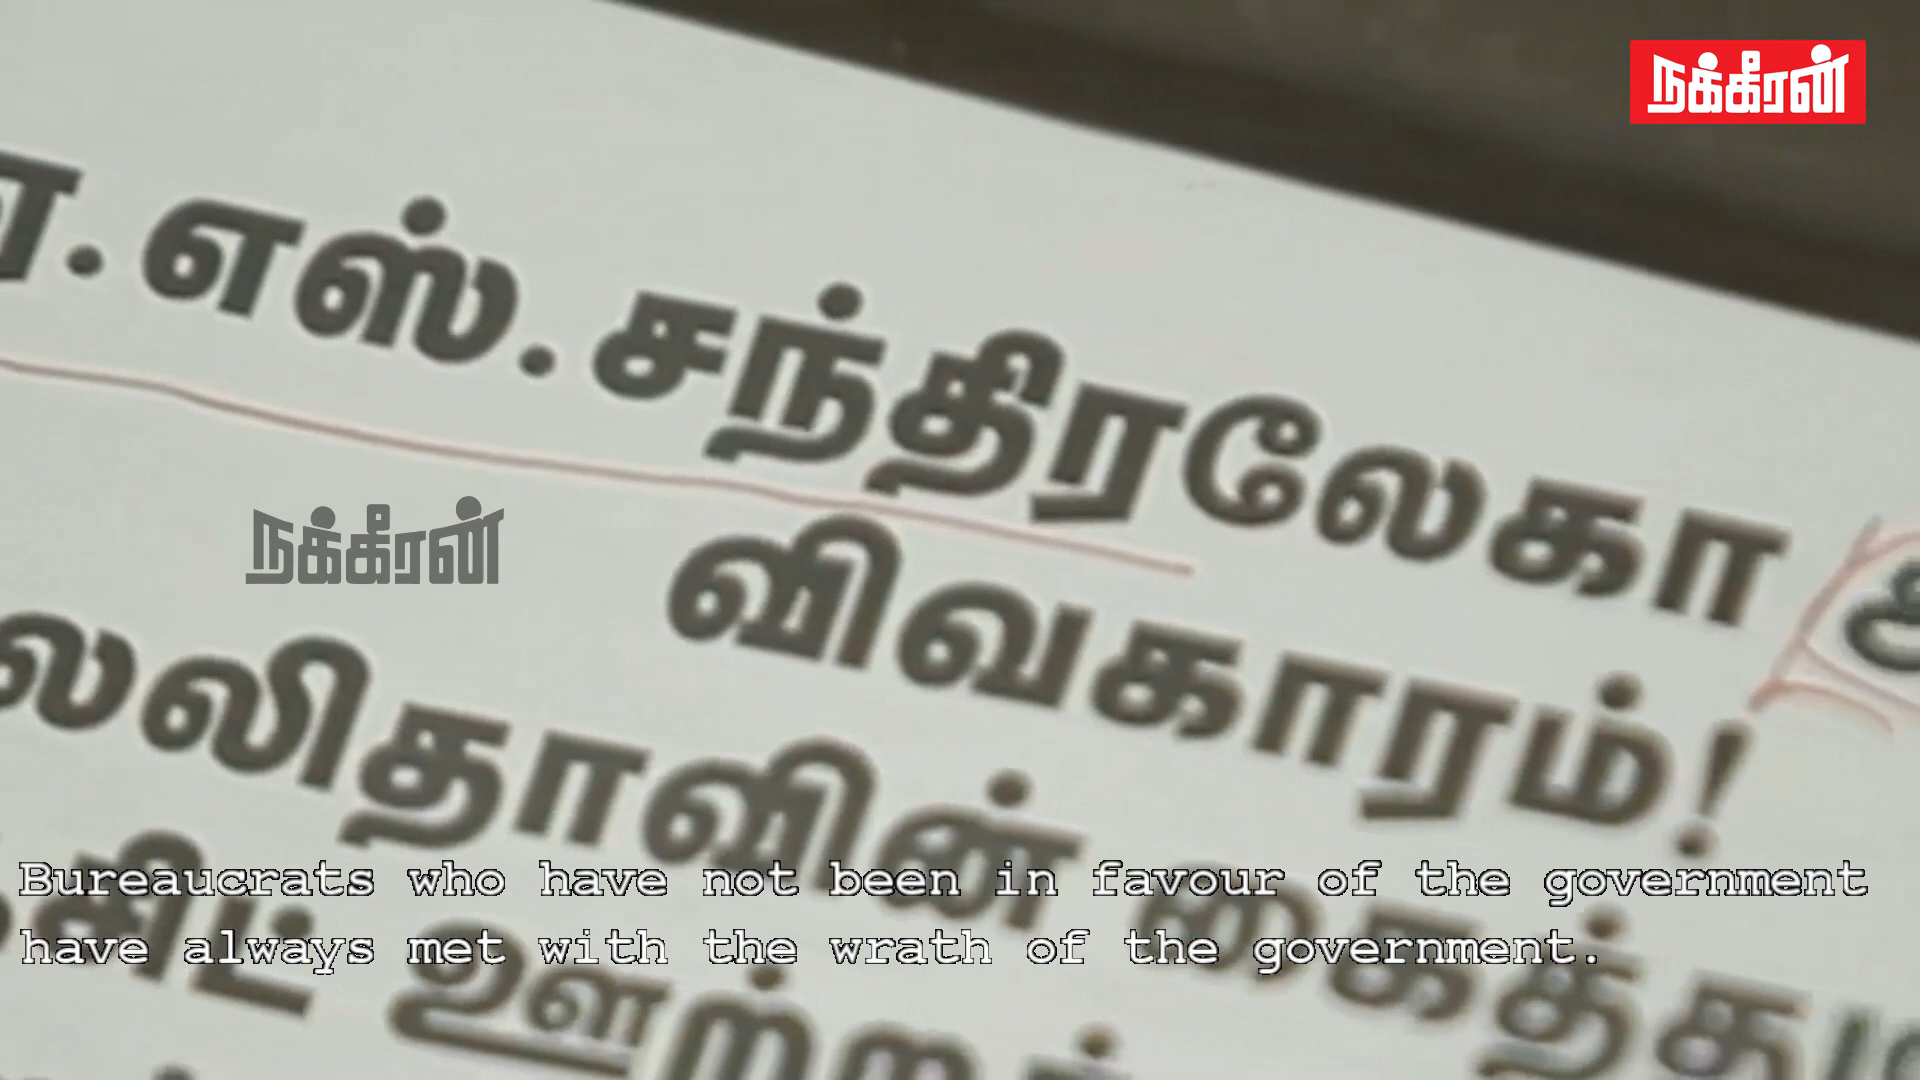 நக்கீரன்
ஏ.எஸ்.சந்திரலேகா
விவகாரம்!
நக்கீரன்
லலிதாவின்
ஊற்ற
Bureaucrats who have not been in favour of the government
have always met with the wrath of the government.